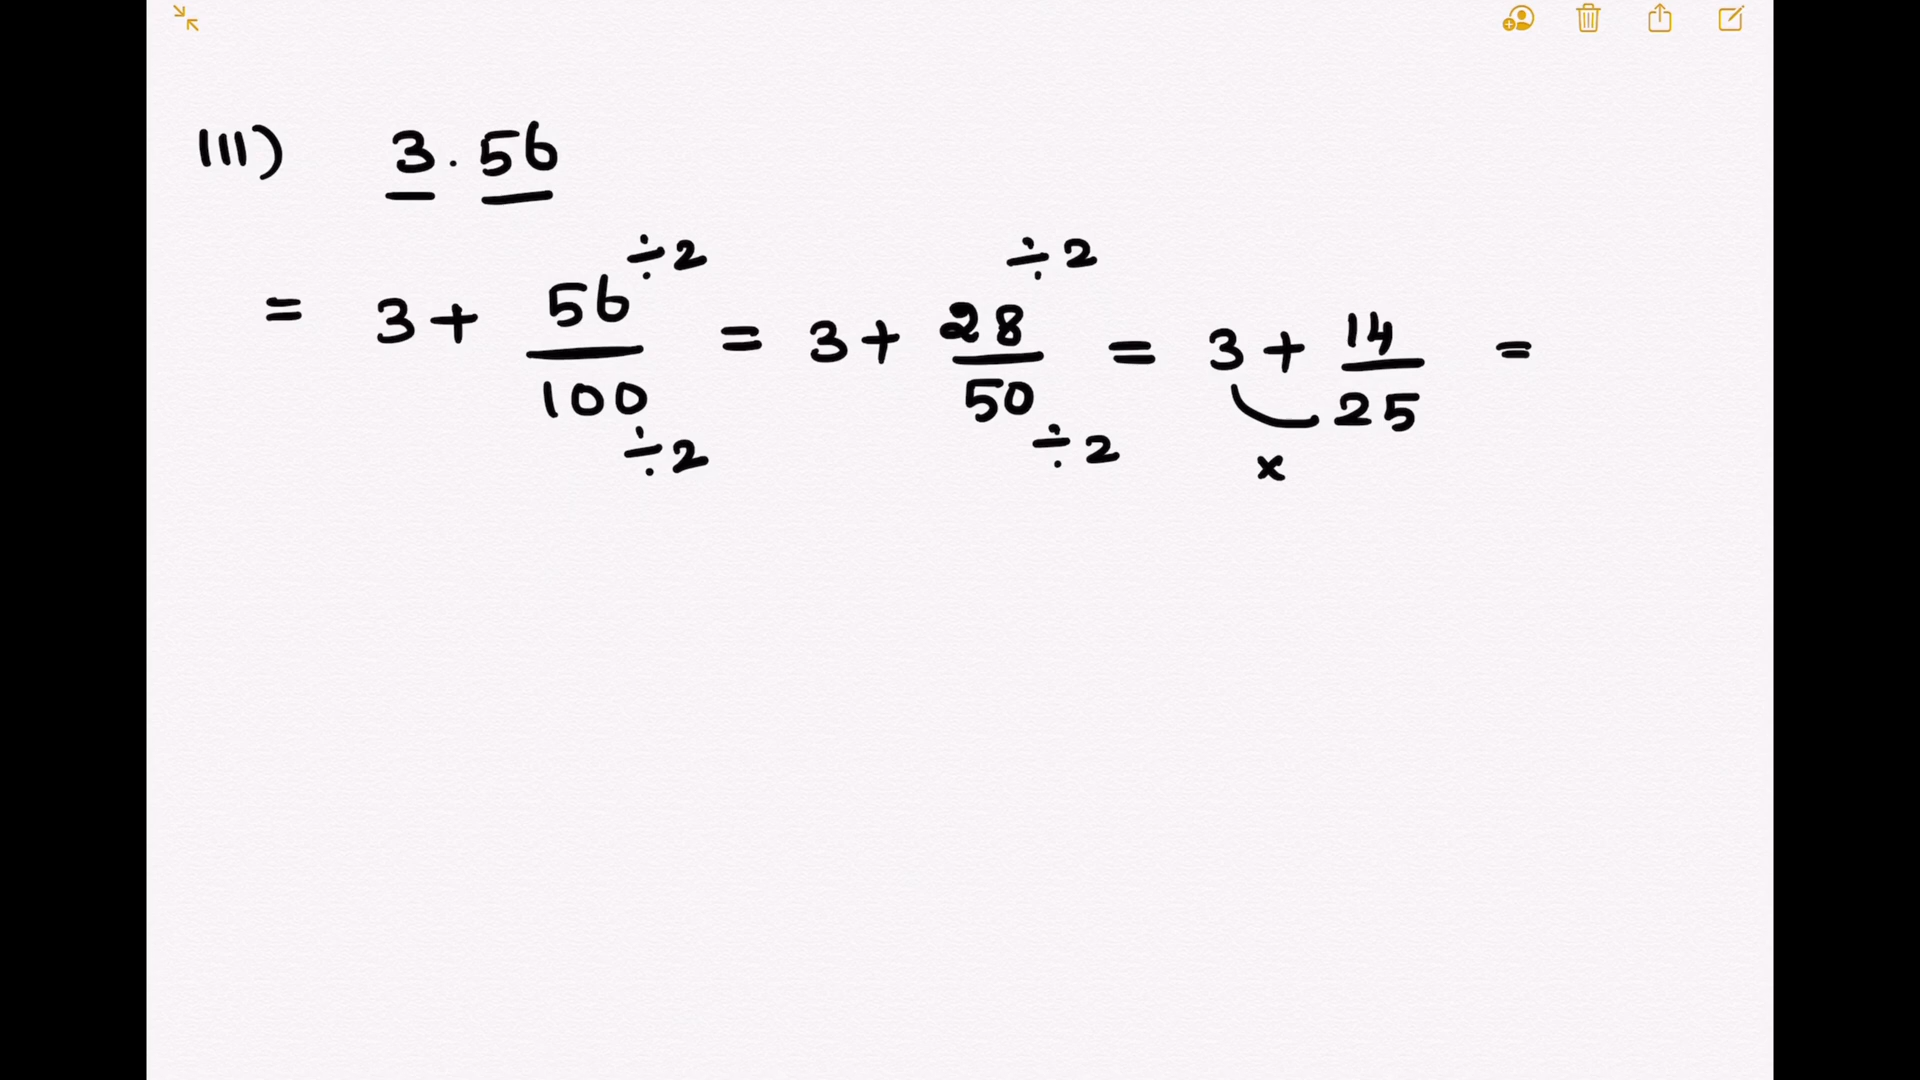 III) 3.56
÷2 ÷2
= 3 + 56/100 = 3 + 28/50 = 3 + 14/25 =
÷2 ÷2 x